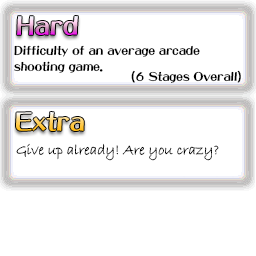 Hard
Difficulty of an average arcade
shooting game.
(6 Stages Overall)
Extra
Give up already! Are you crazy?